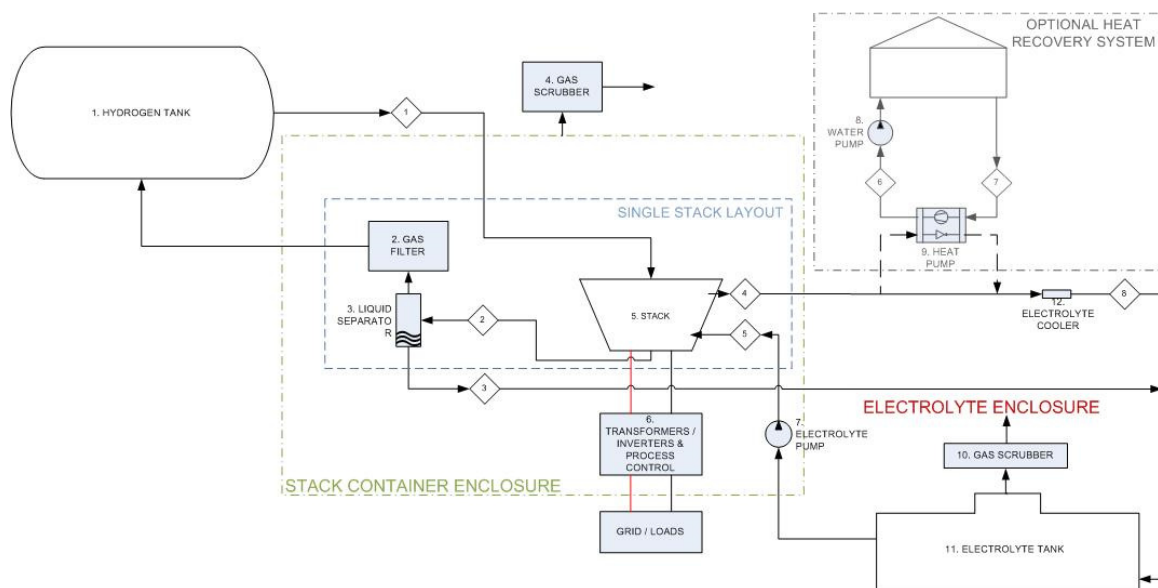 OPTIONAL HEAT
RECOVERY SYSTEM
4. GAS
SCRUBBER
1. HYDROGEN TANK
1
8.
WATER
PUMP
6
7
SINGLE STACK LAYOUT
2. GAS
FILTER
9. HEAT
PUMP
4
8
3. LIQUID
SEPARATO
R
2
5. STACK
5
12.
ELECTROLYTE
COOLER
3
ELECTROLYTE ENCLOSURE
6.
TRANSFORMERS /
INVERTERS &
PROCESS
CONTROL
7.
ELECTROLYTE
PUMP
10. GAS SCRUBBER
STACK CONTAINER ENCLOSURE
GRID / LOADS
11. ELECTROLYTE TANK